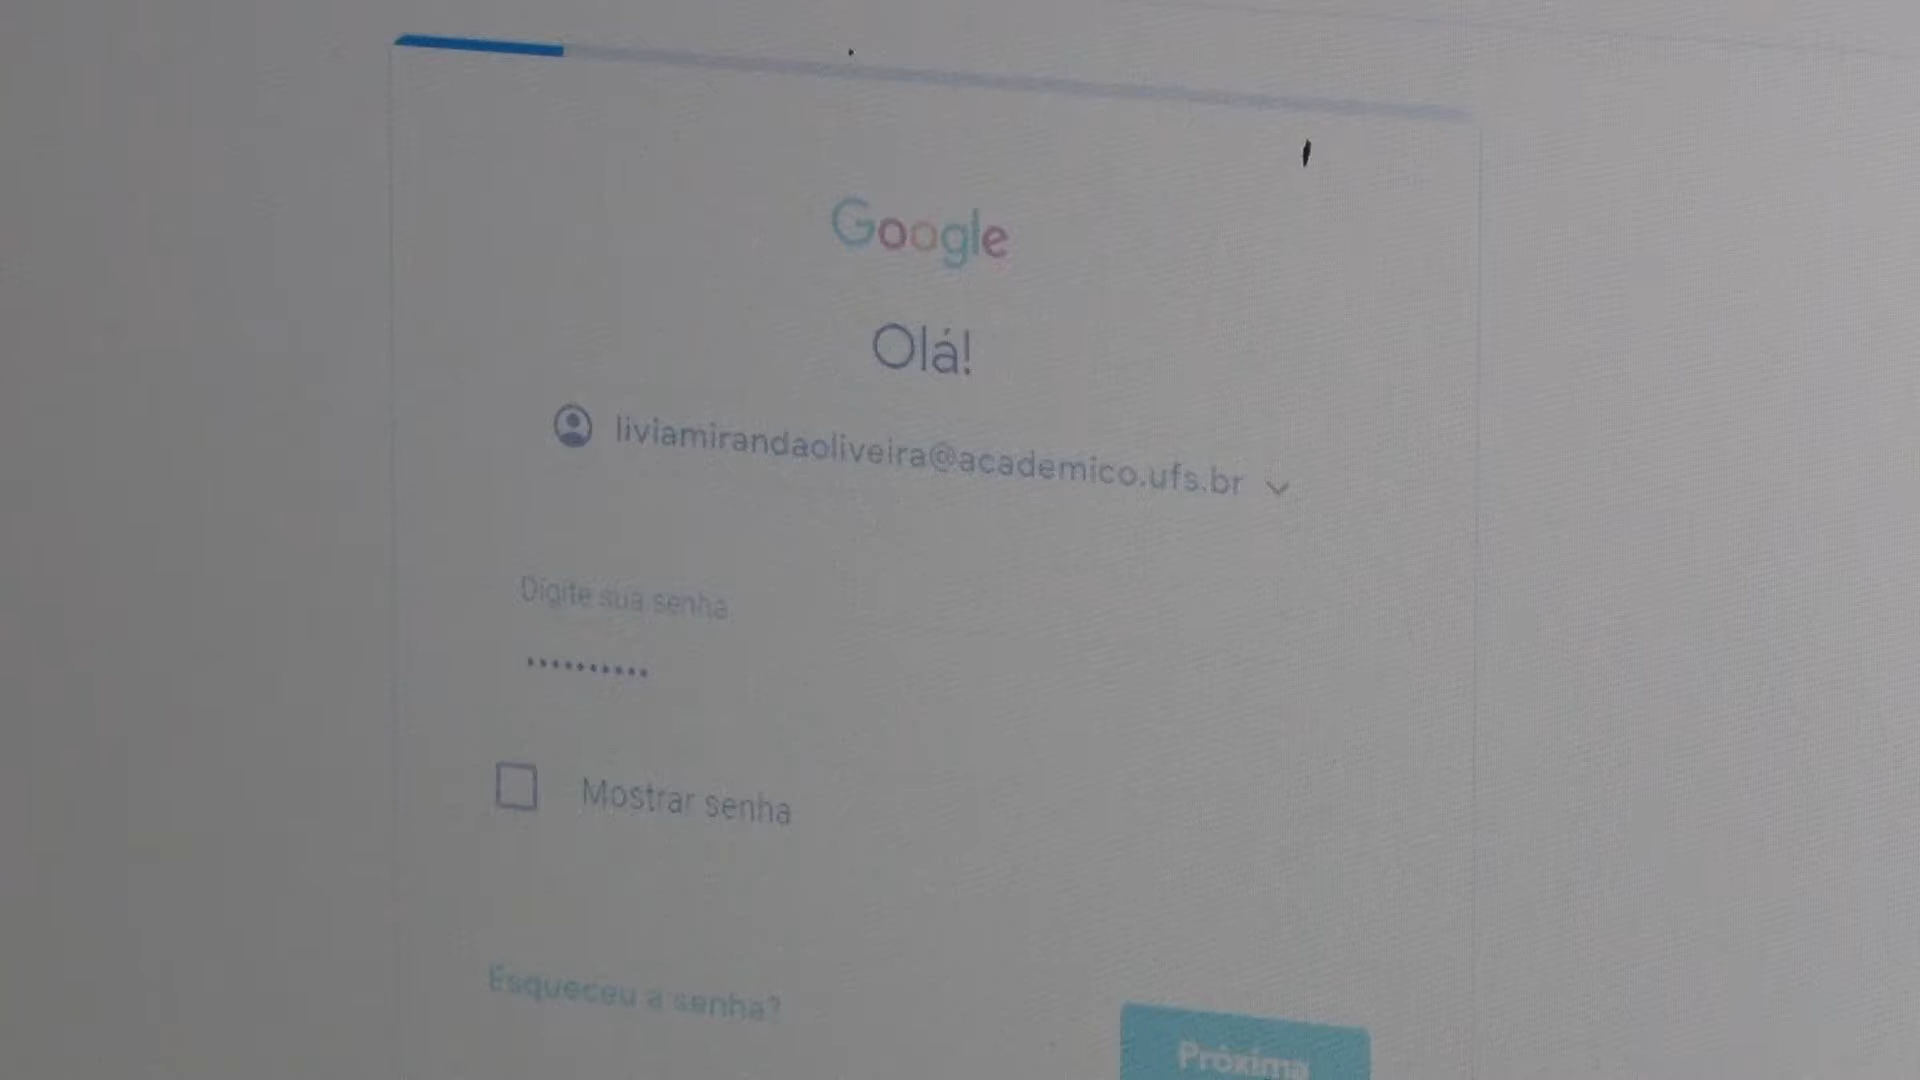 Google
Olá!
liviamirandaoliveira@academico.ufs.br
Digite sua senha
••••••••••
Mostrar senha
Esqueceu a senha?
Próxima